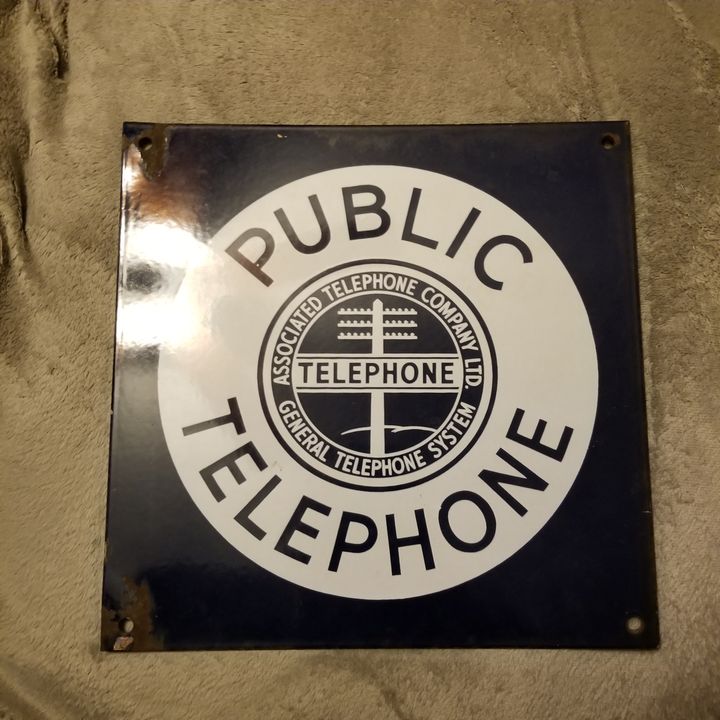 PUBLIC
ASSOCIATED TELEPHONE COMPANY LTD
TELEPHONE
GENERAL TELEPHONE SYSTEM
TELEPHONE